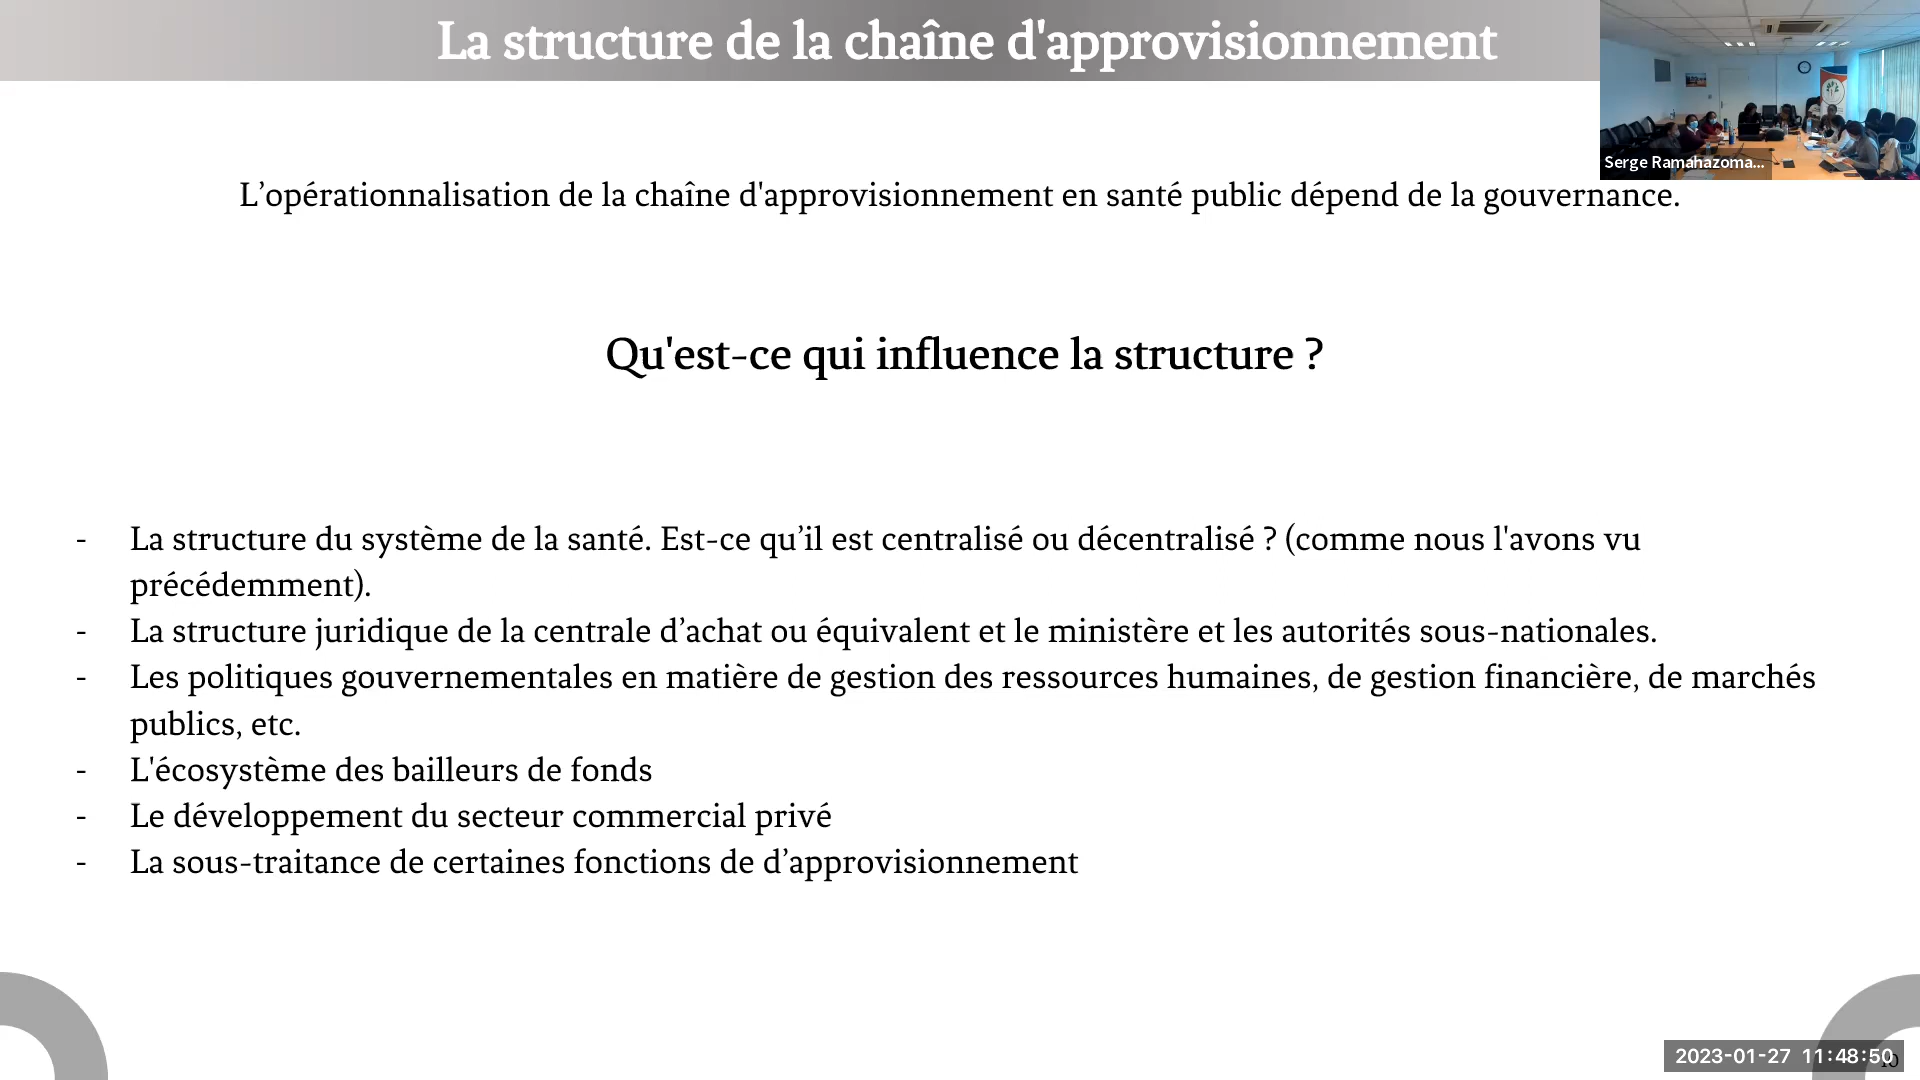 La structure de la chaîne d'approvisionnement
Serge Ramahazoma...
L’opérationnalisation de la chaîne d'approvisionnement en santé public dépend de la gouvernance.
Qu'est-ce qui influence la structure ?
- La structure du système de la santé. Est-ce qu’il est centralisé ou décentralisé ? (comme nous l'avons vu
précédemment).
- La structure juridique de la centrale d’achat ou équivalent et le ministère et les autorités sous-nationales.
- Les politiques gouvernementales en matière de gestion des ressources humaines, de gestion financière, de marchés
publics, etc.
- L'écosystème des bailleurs de fonds
- Le développement du secteur commercial privé
- La sous-traitance de certaines fonctions de d’approvisionnement
2023-01-27 11:48:50
10